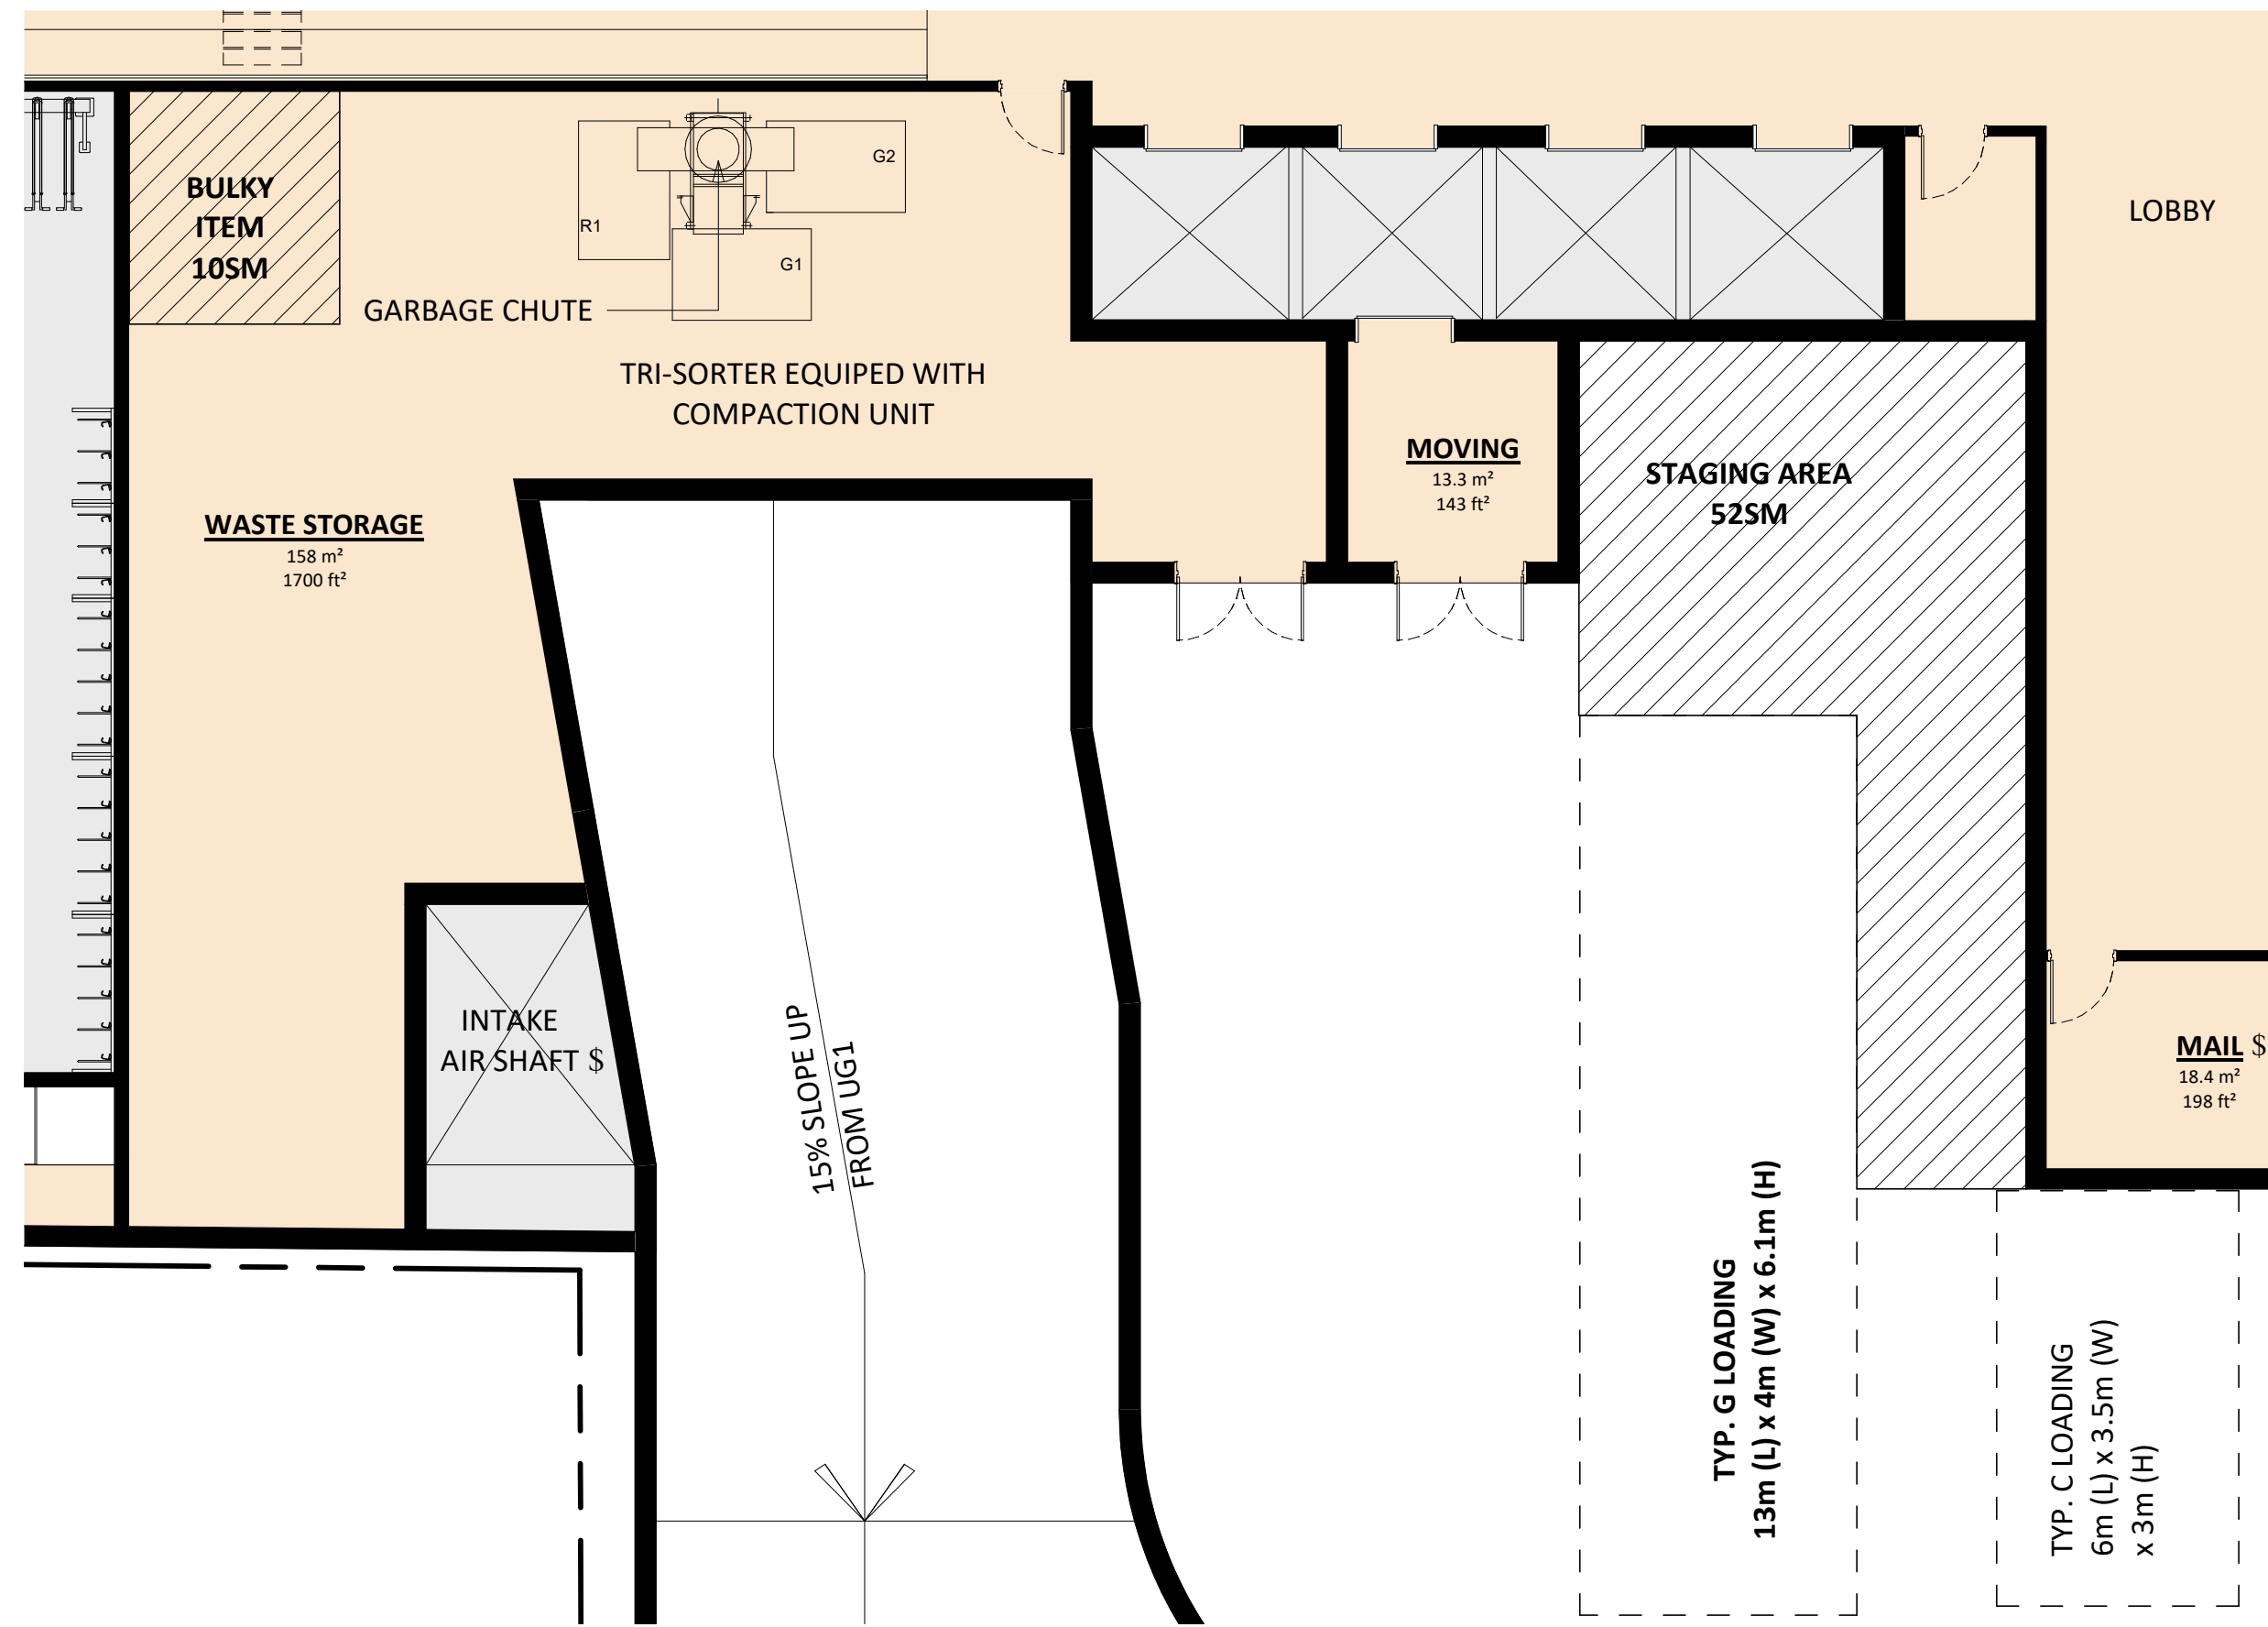 BULKY
ITEM
10SM
G2
R1
G1
GARBAGE CHUTE
TRI-SORTER EQUIPED WITH
COMPACTION UNIT
LOBBY
MOVING
13.3 m²
143 ft²
STAGING AREA
52SM
WASTE STORAGE
158 m²
1700 ft²
INTAKE
AIR SHAFT $
15% SLOPE UP
FROM UG1
MAIL $
18.4 m²
198 ft²
TYP. G LOADING
13m (L) x 4m (W) x 6.1m (H)
TYP. C LOADING
6m (L) x 3.5m (W)
x 3m (H)